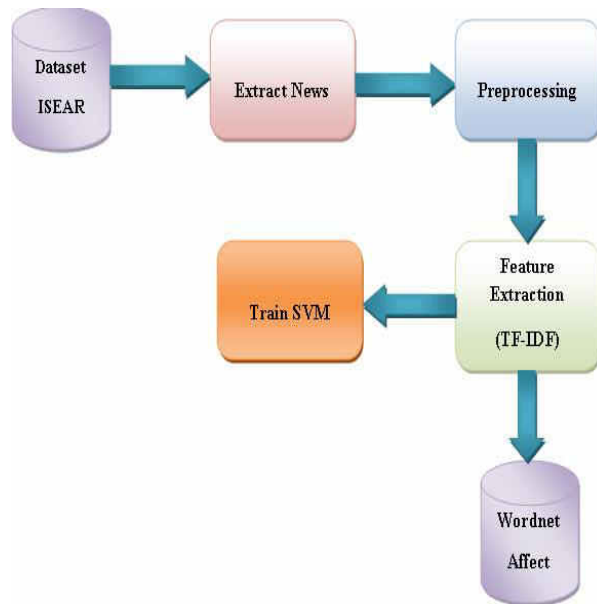 Dataset
ISEAR
Extract News
Preprocessing
Feature
Extraction
(TF-IDF)
Train SVM
Wordnet
Affect